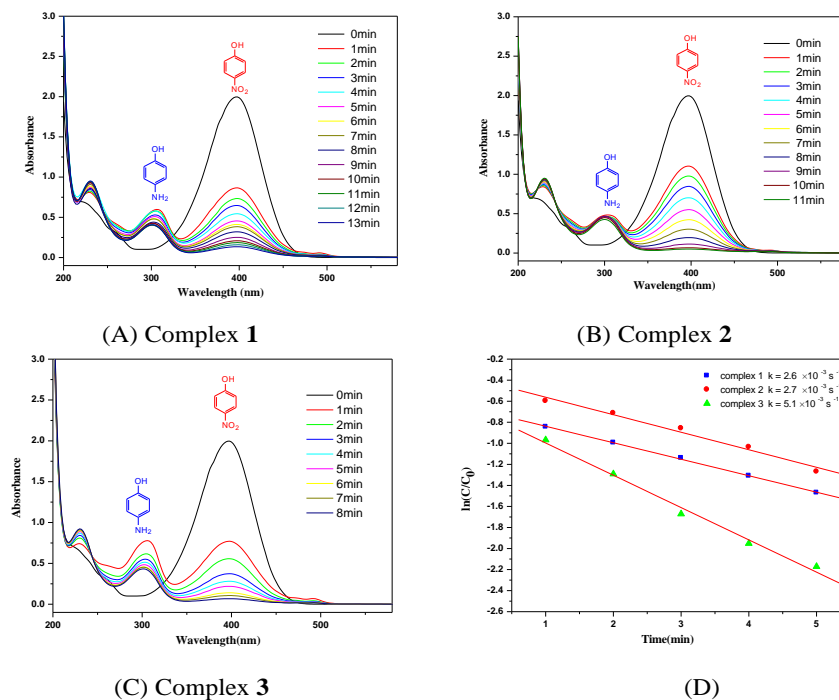 3.0
2.5
2.0
1.5
1.0
0.5
0.0
Absorbance
200
300
400
500
Wavelength (nm)
OH
NO2
OH
NH2
0min
1min
2min
3min
4min
5min
6min
7min
8min
9min
10min
11min
12min
13min
(A) Complex 1
3.0
2.5
2.0
1.5
1.0
0.5
0.0
Absorbance
200
300
400
500
Wavelength(nm)
OH
NO2
OH
NH2
0min
1min
2min
3min
4min
5min
6min
7min
8min
9min
10min
11min
(B) Complex 2
3.0
2.5
2.0
1.5
1.0
0.5
0.0
Absorbance
200
300
400
500
Wavelength(nm)
OH
NO2
OH
NH2
0min
1min
2min
3min
4min
5min
6min
7min
8min
(C) Complex 3
-0.2
-0.4
-0.6
-0.8
-1.0
-1.2
-1.4
-1.6
-1.8
-2.0
-2.2
-2.4
-2.6
ln(C/C0)
1
2
3
4
5
Time(min)
complex 1 k = 2.6 ×10-3 s-
complex 2 k = 2.7 ×10-3 s-
complex 3 k = 5.1 ×10-3 s-1
(D)